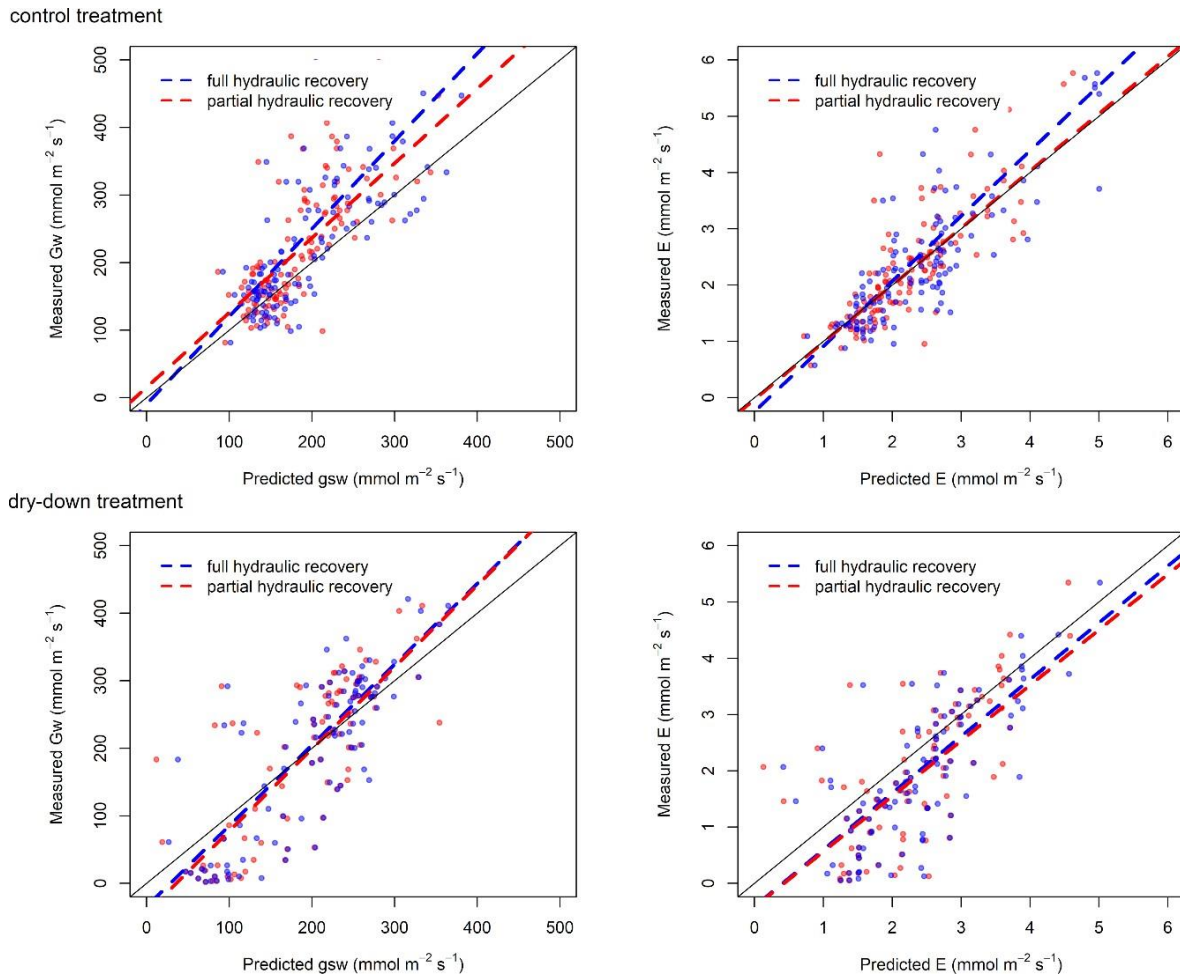 control treatment
full hydraulic recovery
partial hydraulic recovery
Measured Gw (mmol m⁻² s⁻¹)
0 100 200 300 400 500
0 100 200 300 400 500
Predicted gsw (mmol m⁻² s⁻¹)
full hydraulic recovery
partial hydraulic recovery
Measured E (mmol m⁻² s⁻¹)
0 1 2 3 4 5 6
0 1 2 3 4 5 6
Predicted E (mmol m⁻² s⁻¹)
dry-down treatment
full hydraulic recovery
partial hydraulic recovery
Measured Gw (mmol m⁻² s⁻¹)
0 100 200 300 400 500
0 100 200 300 400 500
Predicted gsw (mmol m⁻² s⁻¹)
full hydraulic recovery
partial hydraulic recovery
Measured E (mmol m⁻² s⁻¹)
0 1 2 3 4 5 6
0 1 2 3 4 5 6
Predicted E (mmol m⁻² s⁻¹)